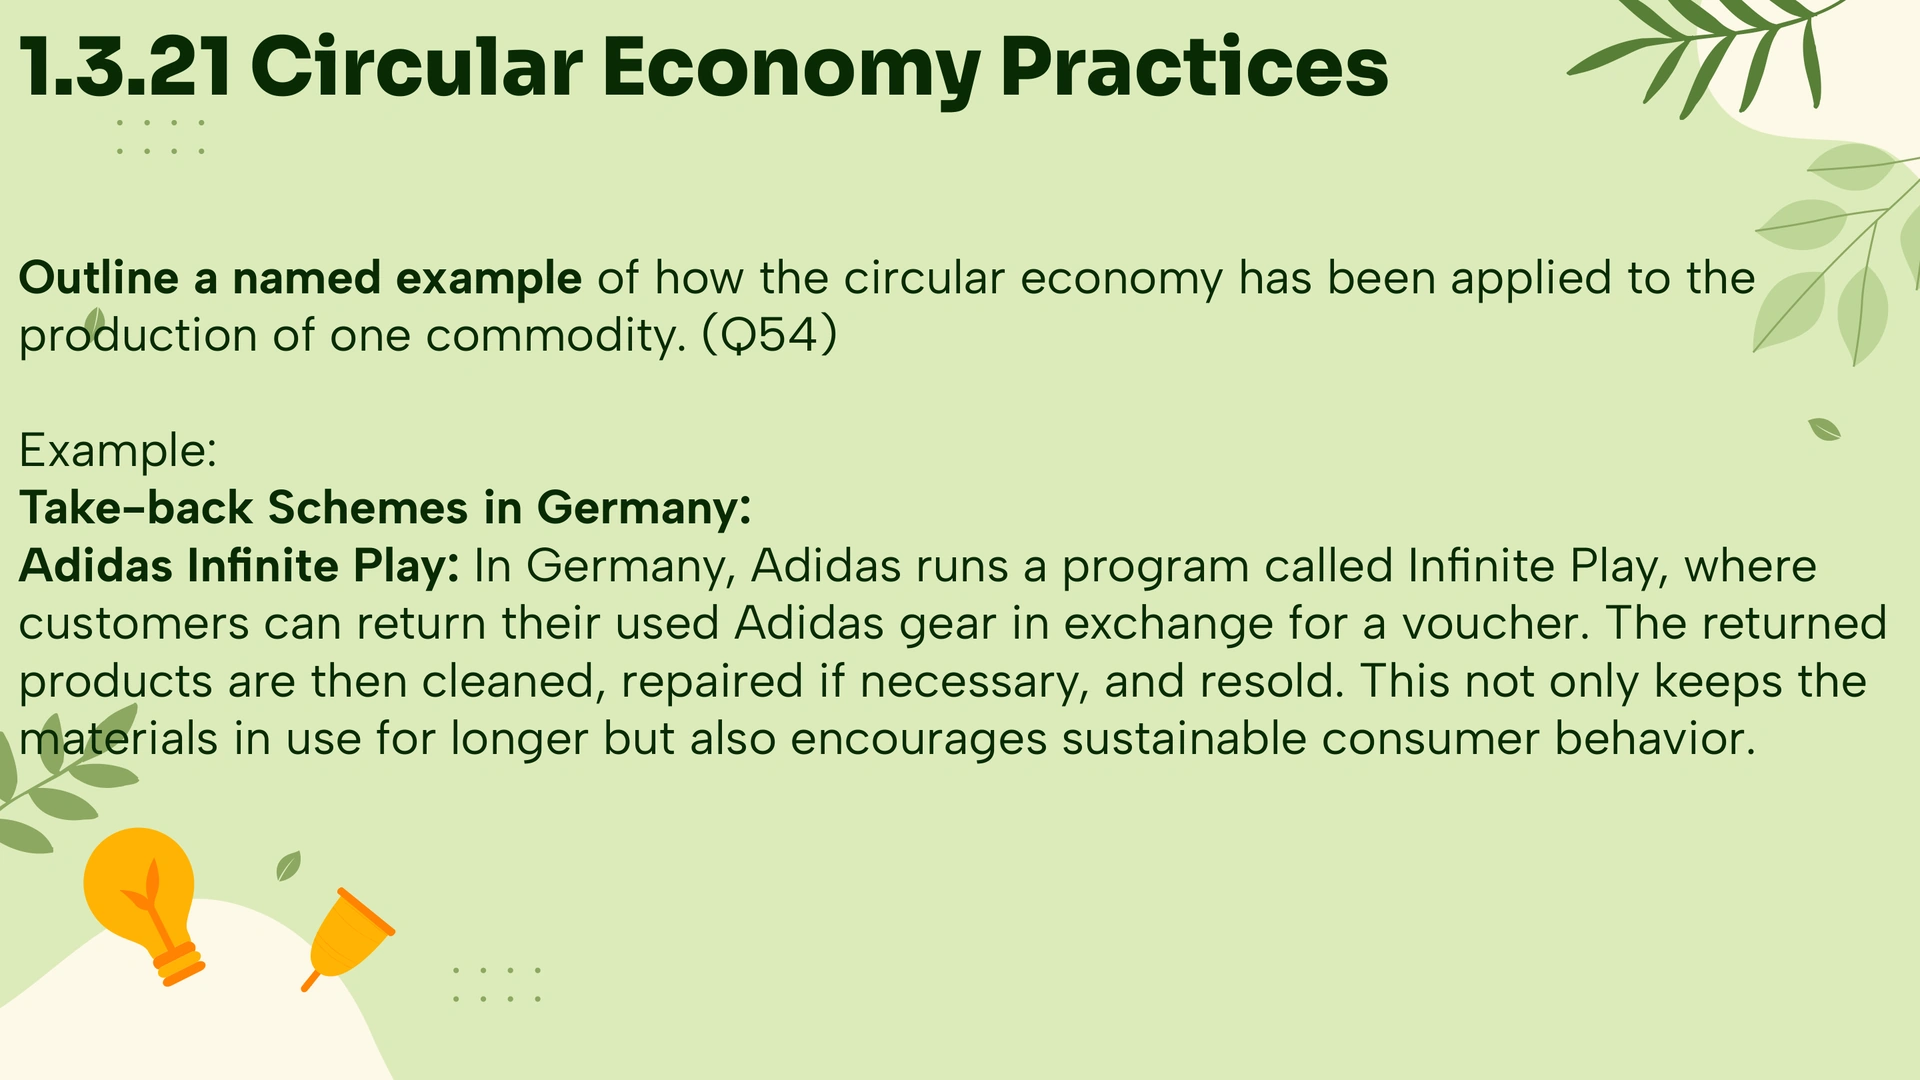 1.3.21 Circular Economy Practices
Outline a named example of how the circular economy has been applied to the
production of one commodity. (Q54)
Example:
Take-back Schemes in Germany:
Adidas Infinite Play: In Germany, Adidas runs a program called Infinite Play, where
customers can return their used Adidas gear in exchange for a voucher. The returned
products are then cleaned, repaired if necessary, and resold. This not only keeps the
materials in use for longer but also encourages sustainable consumer behavior.